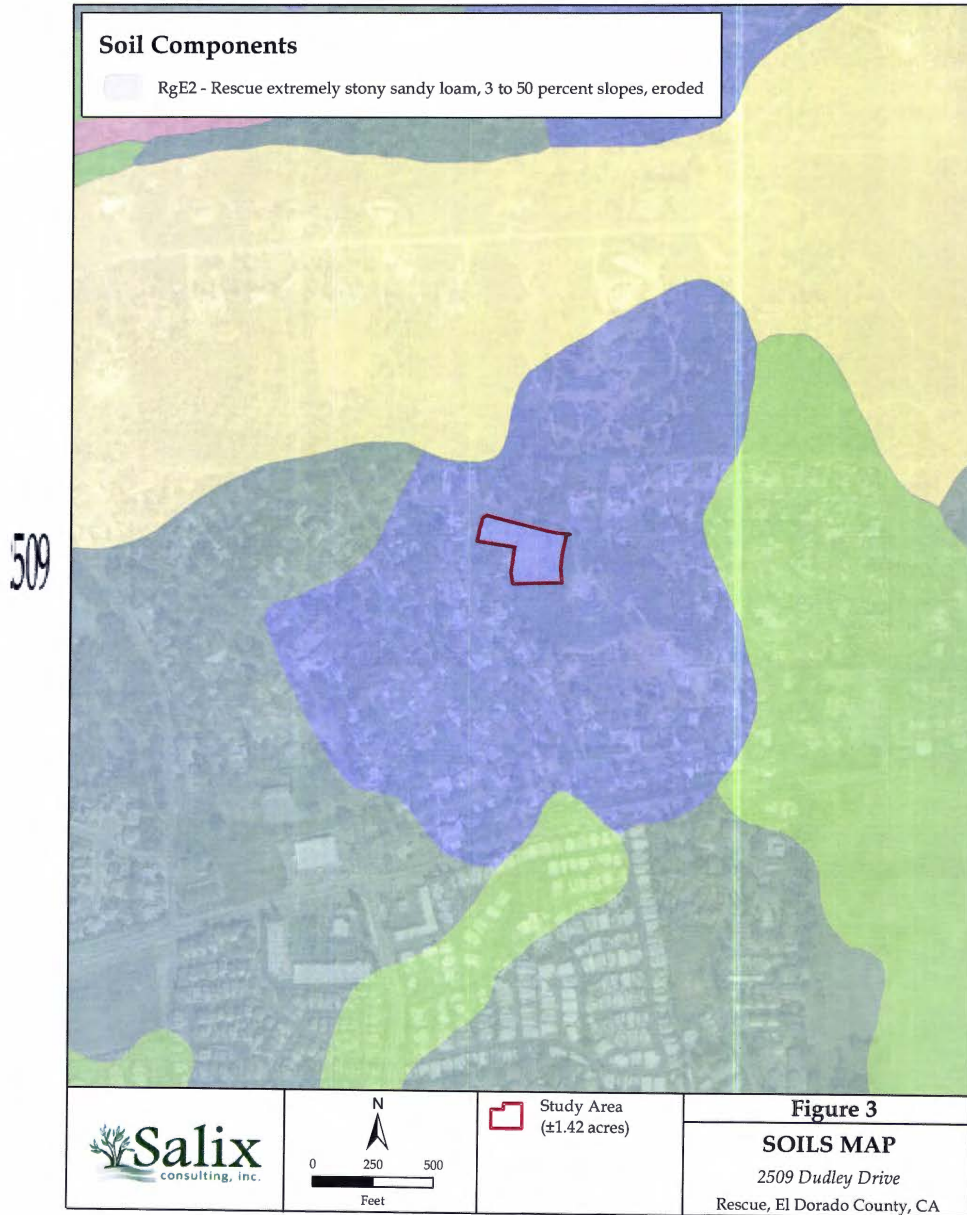 Soil Components
RgE2 - Rescue extremely stony sandy loam, 3 to 50 percent slopes, eroded
509
Salix
consulting, inc.
N
0 250 500
Feet
Study Area
(±1.42 acres)
Figure 3
SOILS MAP
2509 Dudley Drive
Rescue, El Dorado County, CA